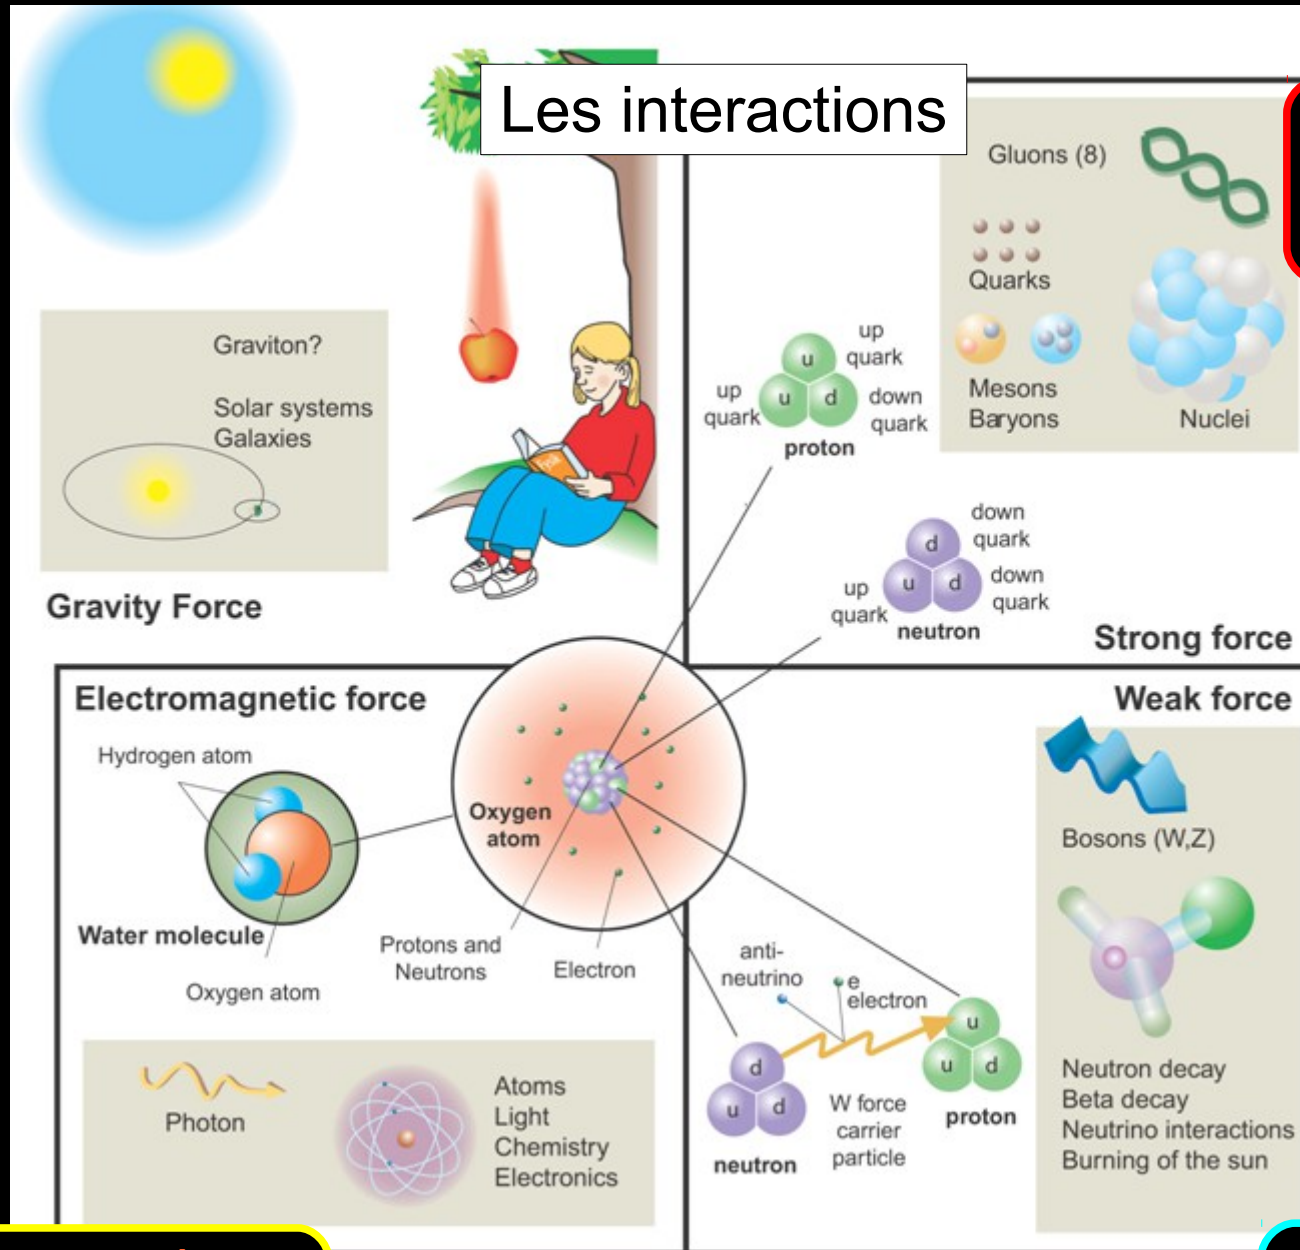 Les interactions
Graviton?
Solar systems
Galaxies
Gravity Force
Gluons (8)
Quarks
Mesons
Baryons
Nuclei
up
quark
u
up
quark
u
d
down
quark
proton
down
quark
d
up
quark
u
d
down
quark
neutron
Strong force
Electromagnetic force
Hydrogen atom
Water molecule
Oxygen atom
Oxygen
atom
Protons and
Neutrons
Electron
Photon
Atoms
Light
Chemistry
Electronics
Weak force
Bosons (W,Z)
anti-
neutrino
e
electron
d
u
d
neutron
W force
carrier
particle
u
u
d
proton
Neutron decay
Beta decay
Neutrino interactions
Burning of the sun